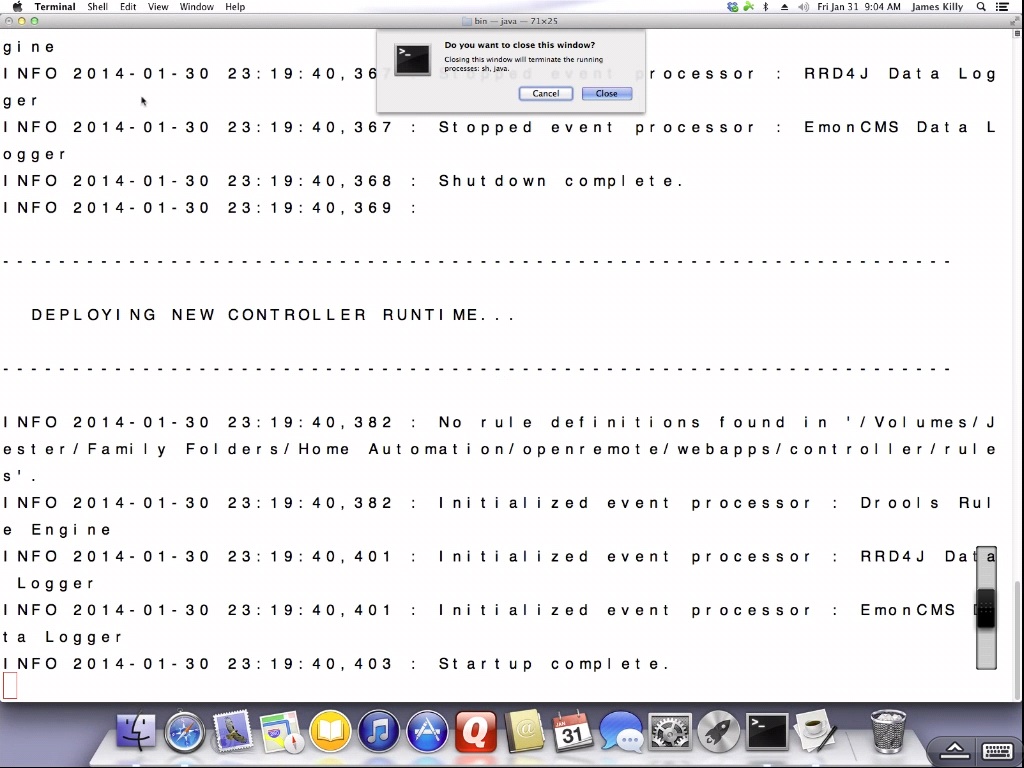 Terminal Shell Edit View Window Help Fri Jan 31 9:04 AM James Killy
bin — java — 71×25
gine
Do you want to close this window?
Closing this window will terminate the running
processes: sh, java.
Cancel Close
INFO 2014-01-30 23:19:40,367 event processor : RRD4J Data Log
ger
INFO 2014-01-30 23:19:40,367 : Stopped event processor : EmonCMS Data L
ogger
INFO 2014-01-30 23:19:40,368 : Shutdown complete.
INFO 2014-01-30 23:19:40,369 :
--------------------------------------------------------------------
DEPLOYING NEW CONTROLLER RUNTIME...
--------------------------------------------------------------------
INFO 2014-01-30 23:19:40,382 : No rule definitions found in '/Volumes/J
ester/Family Folders/Home Automation/openremote/webapps/controller/rule
s'.
INFO 2014-01-30 23:19:40,382 : Initialized event processor : Drools Rul
e Engine
INFO 2014-01-30 23:19:40,401 : Initialized event processor : RRD4J Data
Logger
INFO 2014-01-30 23:19:40,401 : Initialized event processor : EmonCMS Da
ta Logger
INFO 2014-01-30 23:19:40,403 : Startup complete.
JAN
31